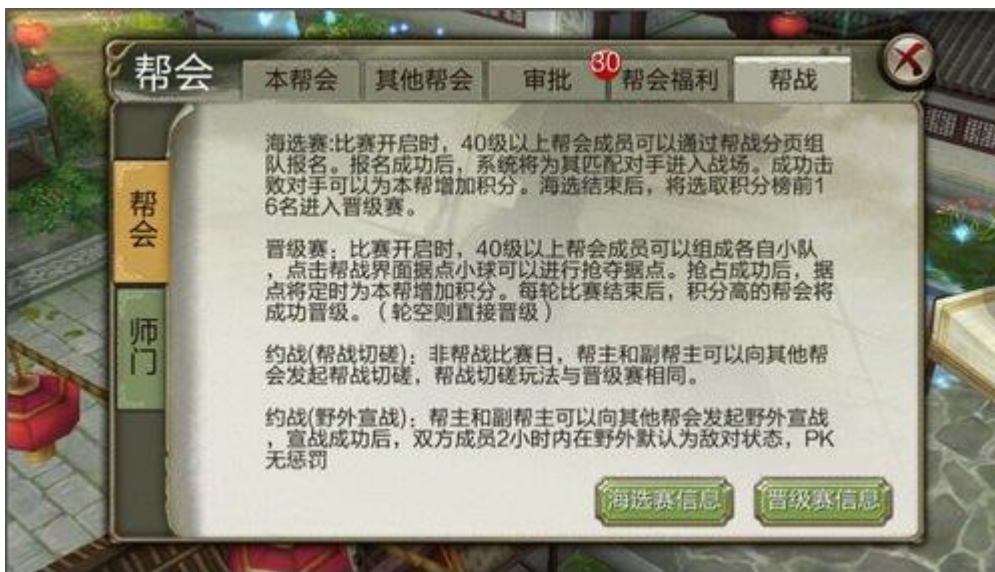 帮会
本帮会
其他帮会
审批
30
帮会福利
帮战
帮会
师门
海选赛:比赛开启时，40级以上帮会成员可以通过帮战分页组
队报名。报名成功后，系统将为其匹配对手进入战场。成功击
败对手可以为本帮增加积分。海选结束后，将选取积分榜前1
6名进入晋级赛。
晋级赛：比赛开启时，40级以上帮会成员可以组成各自小队
，点击帮战界面据点小球可以进行抢夺据点。抢占成功后，据
点将定时为本帮增加积分。每轮比赛结束后，积分高的帮会将
成功晋级。（轮空则直接晋级）
约战(帮战切磋)：非帮战比赛日，帮主和副帮主可以向其他帮
会发起帮战切磋，帮战切磋玩法与晋级赛相同。
约战(野外宣战)：帮主和副帮主可以向其他帮会发起野外宣战
，宣战成功后，双方成员2小时内在野外默认为敌对状态，PK
无惩罚
海选赛信息
晋级赛信息